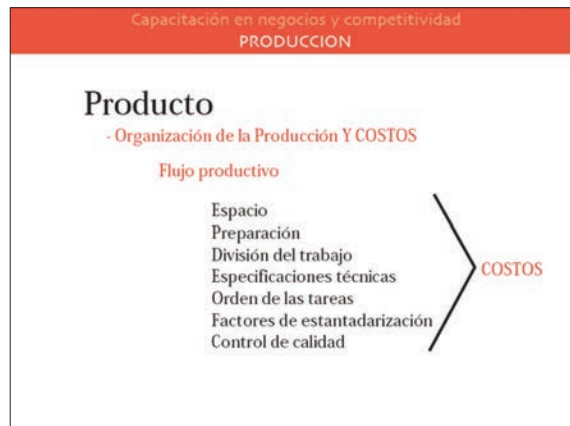 Capacitación en negocios y competitividad
PRODUCCION
Producto
- Organización de la Producción Y COSTOS
Flujo productivo
Espacio
Preparación
División del trabajo
Especificaciones técnicas
Orden de las tareas
Factores de estantadarización
Control de calidad
COSTOS